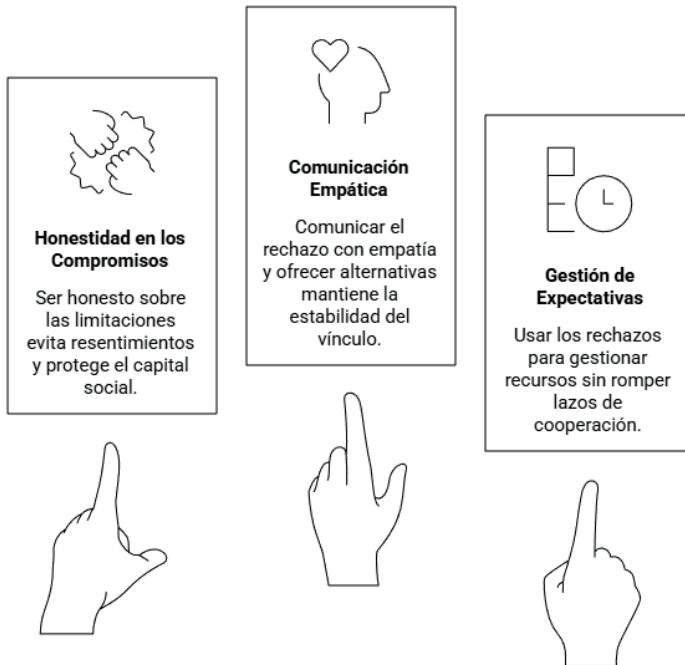 Honestidad en los
Compromisos
Ser honesto sobre
las limitaciones
evita resentimientos
y protege el capital
social.
Comunicación
Empática
Comunicar el
rechazo con empatía
y ofrecer alternativas
mantiene la
estabilidad del
vínculo.
Gestión de
Expectativas
Usar los rechazos
para gestionar
recursos sin romper
lazos de
cooperación.